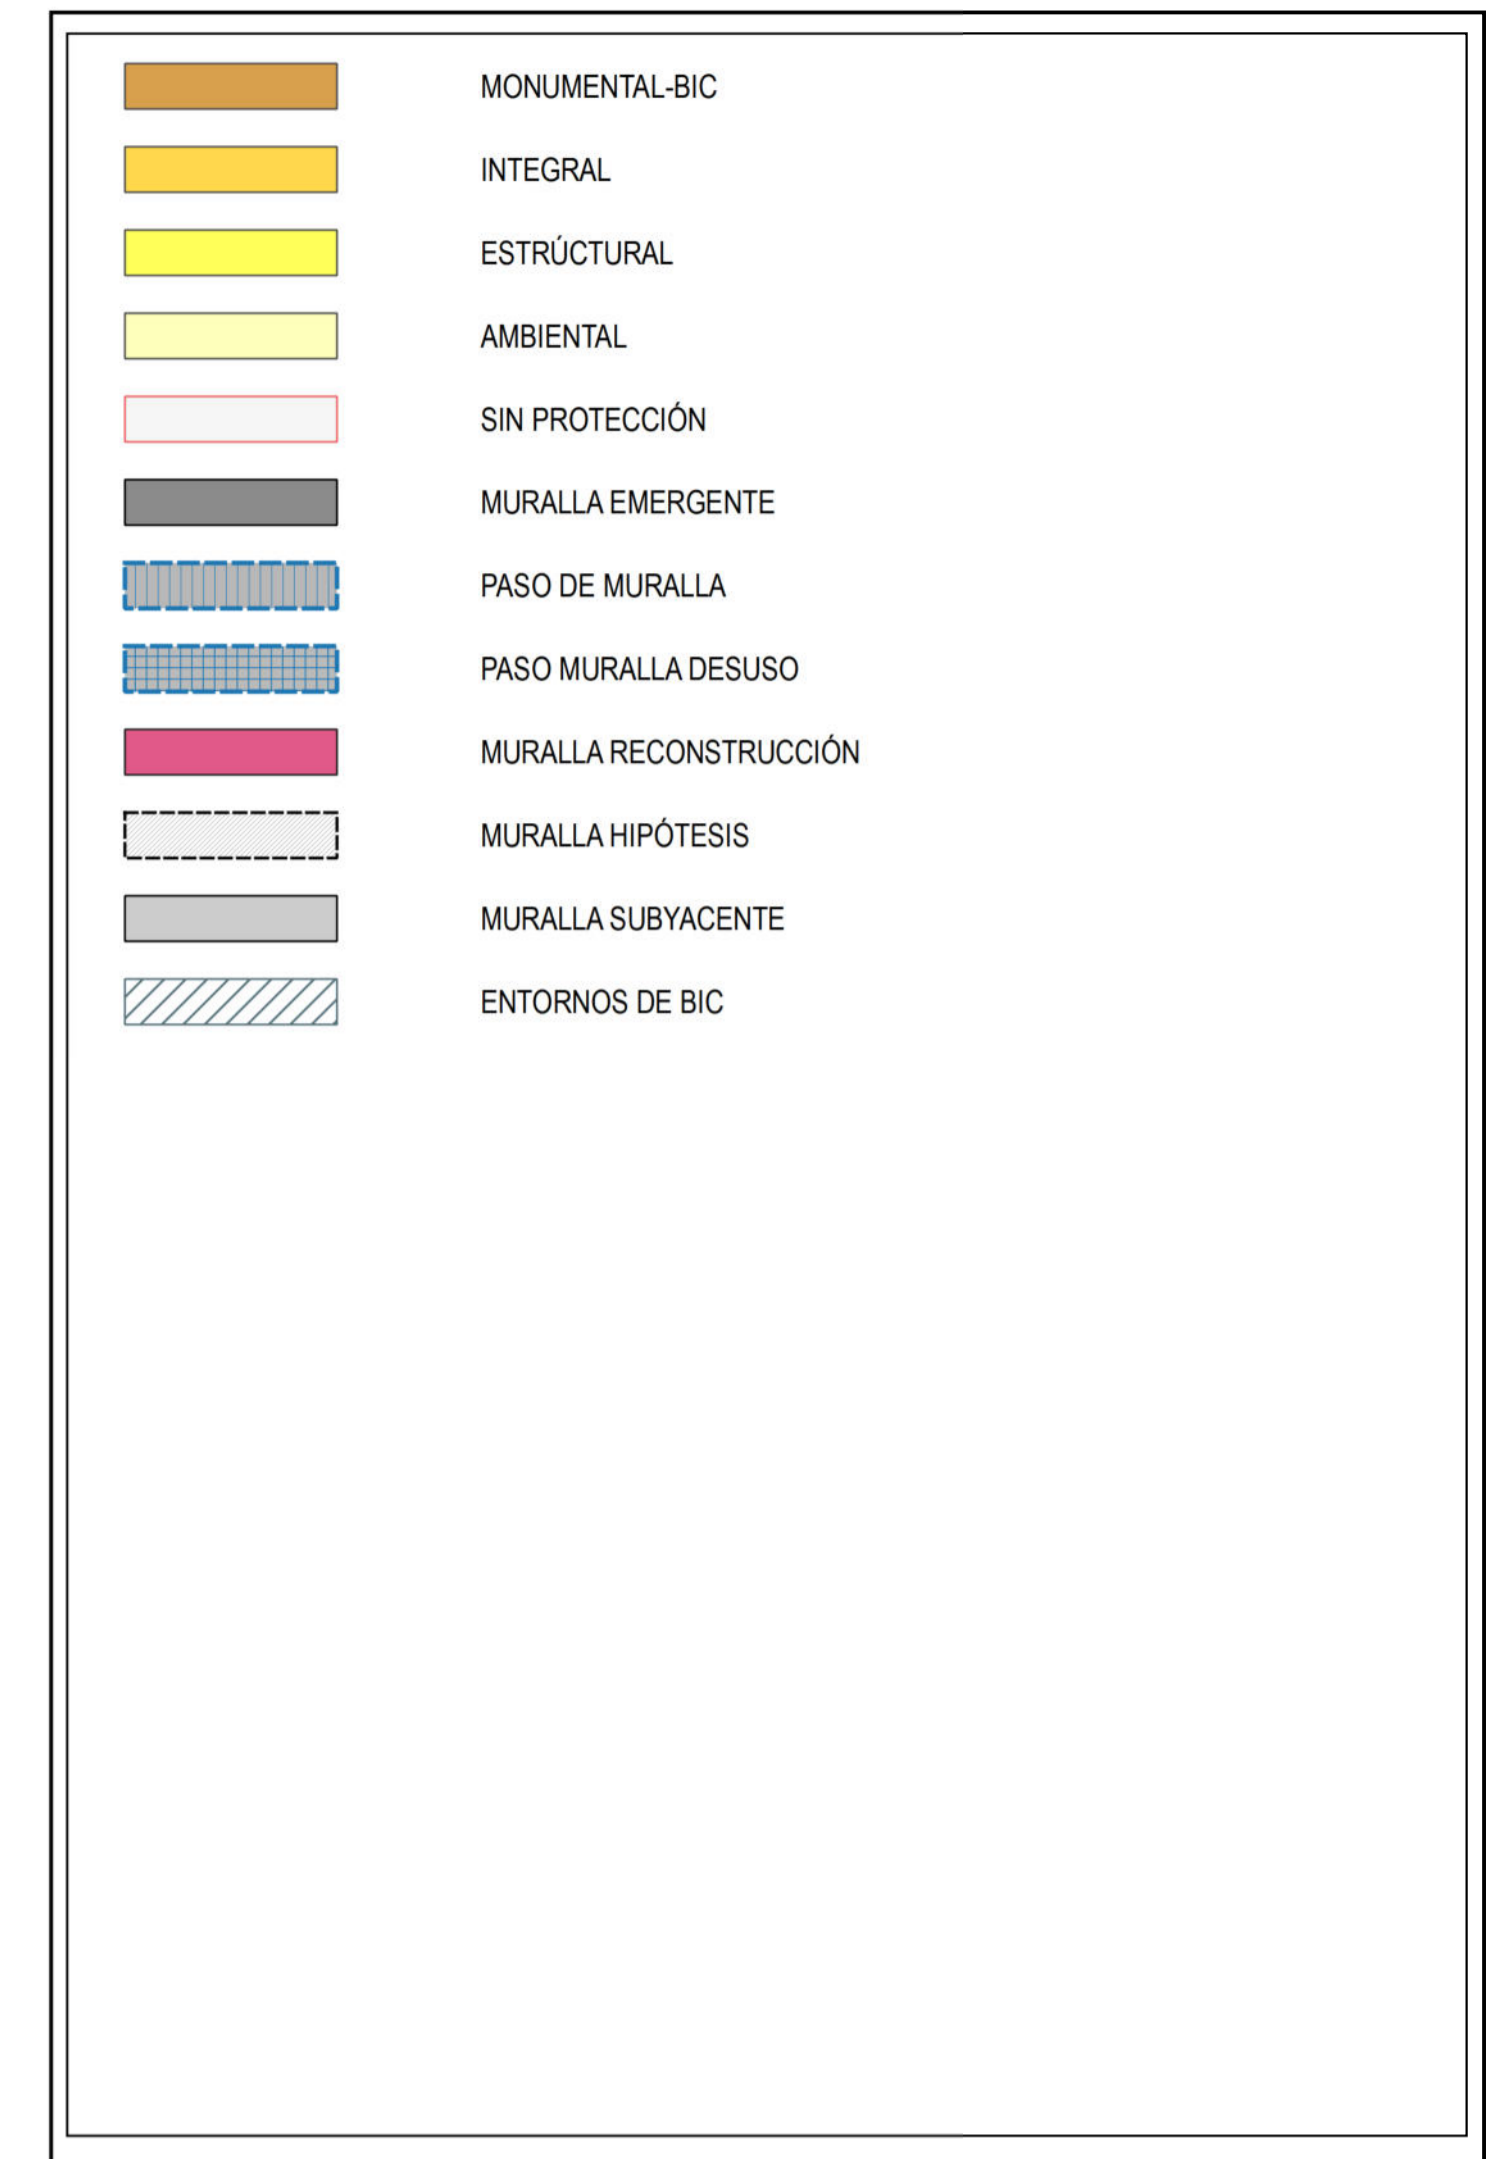 MONUMENTAL-BIC
INTEGRAL
ESTRÚCTURAL
AMBIENTAL
SIN PROTECCIÓN
MURALLA EMERGENTE
PASO DE MURALLA
PASO MURALLA DESUSO
MURALLA RECONSTRUCCIÓN
MURALLA HIPÓTESIS
MURALLA SUBYACENTE
ENTORNOS DE BIC